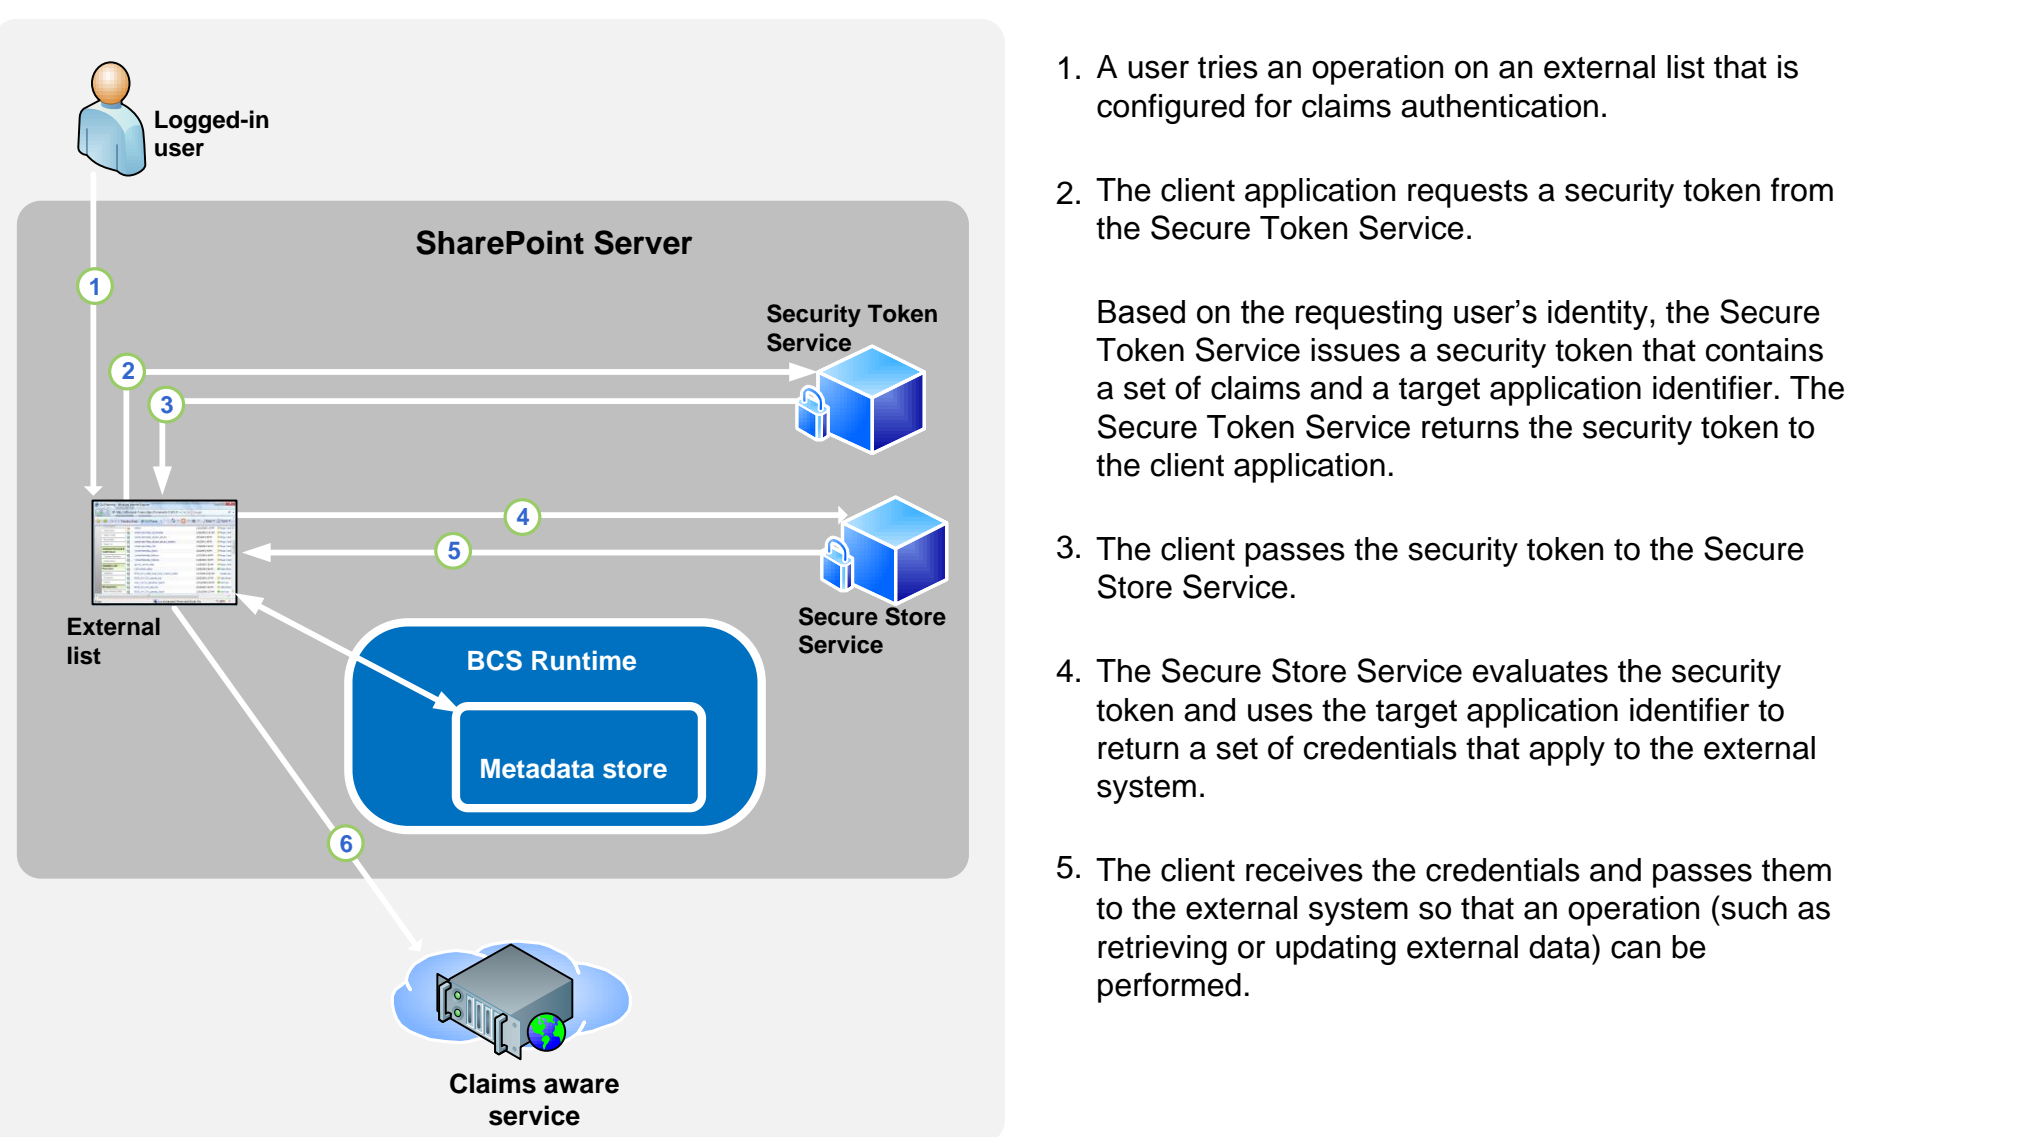 Logged-in
user
SharePoint Server
1
Security Token
Service
2
3
4
5
External
list
Secure Store
Service
BCS Runtime
Metadata store
6
Claims aware
service
1. A user tries an operation on an external list that is
configured for claims authentication.
2. The client application requests a security token from
the Secure Token Service.
Based on the requesting user’s identity, the Secure
Token Service issues a security token that contains
a set of claims and a target application identifier. The
Secure Token Service returns the security token to
the client application.
3. The client passes the security token to the Secure
Store Service.
4. The Secure Store Service evaluates the security
token and uses the target application identifier to
return a set of credentials that apply to the external
system.
5. The client receives the credentials and passes them
to the external system so that an operation (such as
retrieving or updating external data) can be
performed.